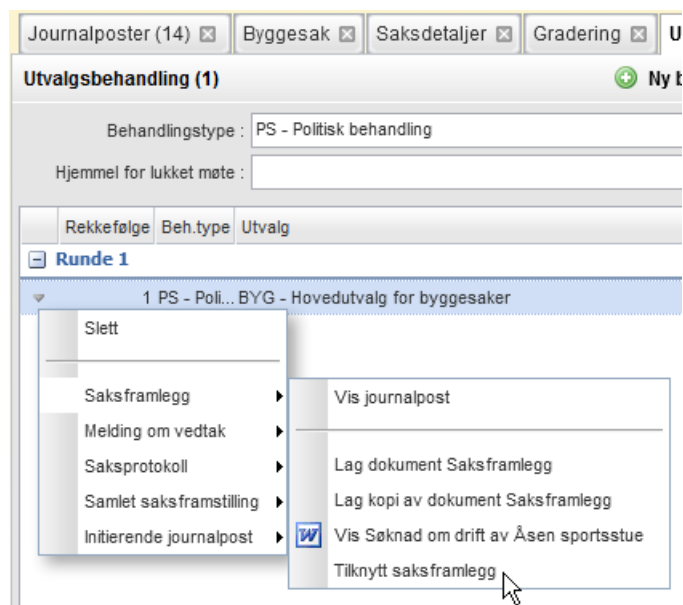 Journalposter (14) Byggesak Saksdetaljer Gradering U
Utvalgsbehandling (1) Ny b
Behandlingstype : PS - Politisk behandling
Hjemmel for lukket møte :
Rekkefølge Beh.type Utvalg
Runde 1
1 PS - Poli... BYG - Hovedutvalg for byggesaker
Slett
Saksframlegg
Melding om vedtak
Saksprotokoll
Samlet saksframstilling
Initierende journalpost
Vis journalpost
Lag dokument Saksframlegg
Lag kopi av dokument Saksframlegg
Vis Søknad om drift av Åsen sportsstue
Tilknytt saksframlegg